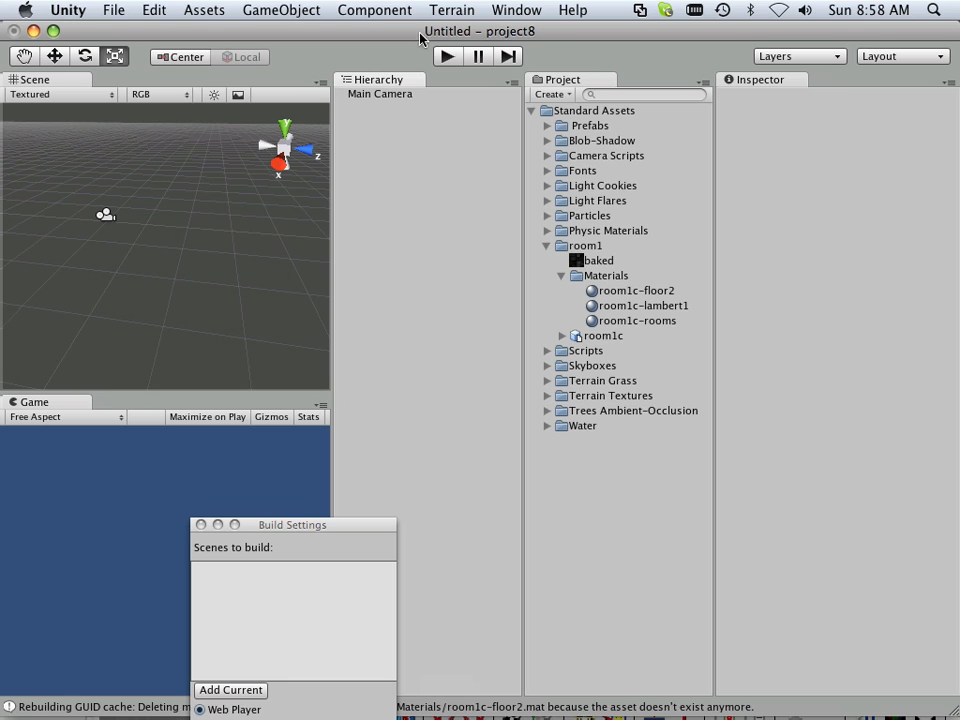 Unity File Edit Assets GameObject Component Terrain Window Help Sun 8:58 AM
Untitled - project8
Center Local Layers Layout
Scene Hierarchy Project Inspector
Textured RGB Create
Main Camera
Standard Assets
Prefabs
Blob-Shadow
Camera Scripts
Fonts
Light Cookies
Light Flares
Particles
Physic Materials
room1
baked
Materials
room1c-floor2
room1c-lambert1
room1c-rooms
room1c
Scripts
Skyboxes
Terrain Grass
Terrain Textures
Trees Ambient-Occlusion
Water
y
z
x
Game
Free Aspect Maximize on Play Gizmos Stats
Build Settings
Scenes to build:
Add Current
Web Player
Rebuilding GUID cache: Deleting m Materials/room1c-floor2.mat because the asset doesn't exist anymore.